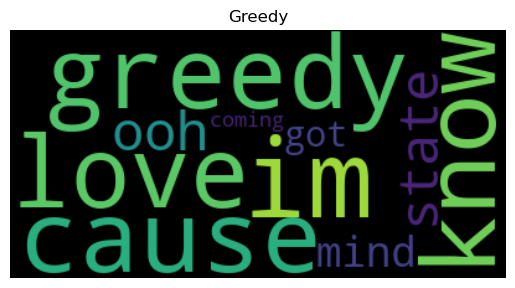 Greedy
greedy
know
state
ooh
coming
got
love
im
cause
mind